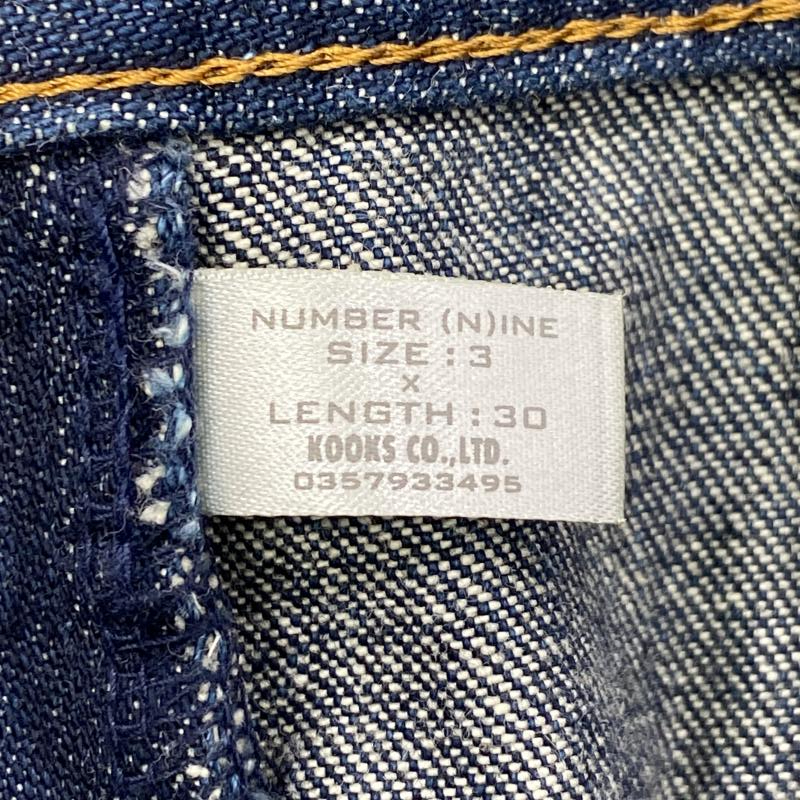 NUMBER (N)INE
SIZE : 3
x
LENGTH : 30
KOOKS CO.,LTD.
0357933495